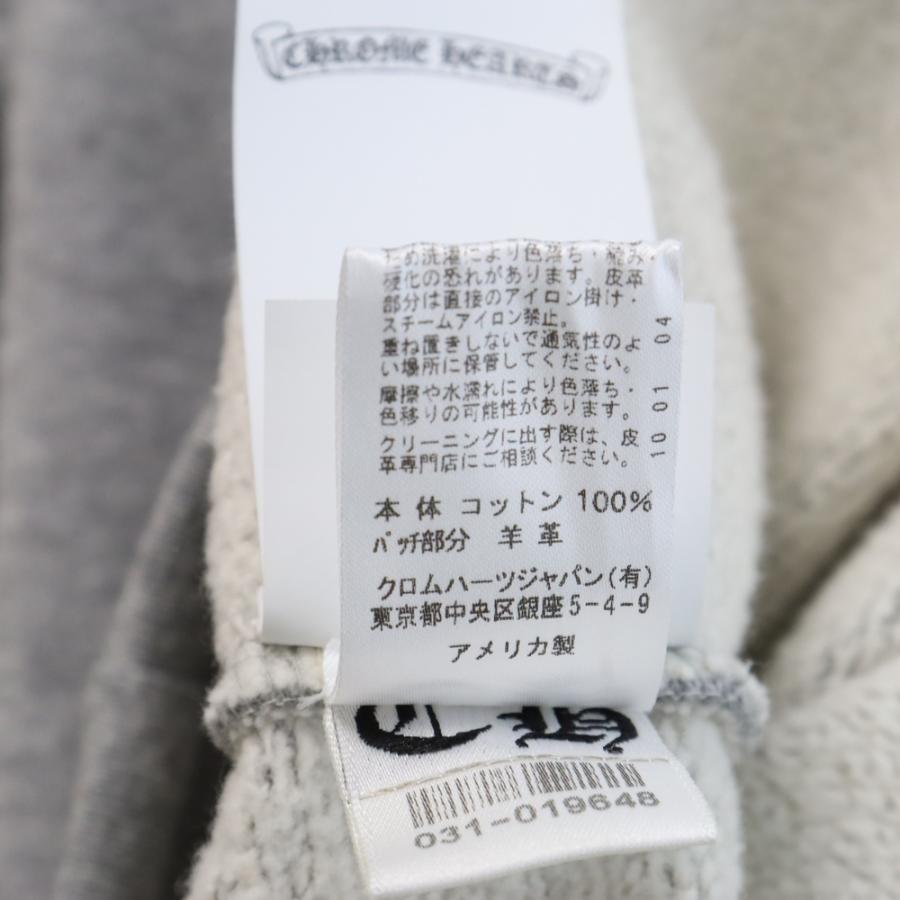 CHROME HEARTS
ため洗濯により色落ち・縮み・
硬化の恐れがあります。皮革
部分は直接のアイロン掛け・
スチームアイロン禁止。
重ね置きしないで通気性のよ
い場所に保管してください。
摩擦や水濡れにより色落ち・
色移りの可能性があります。
クリーニングに出す際は、皮
革専門店にご相談ください。
10 01 04
本体 コットン 100%
パッチ部分 羊革
クロムハーツジャパン(有)
東京都中央区銀座5-4-9
アメリカ製
CH
031-019648